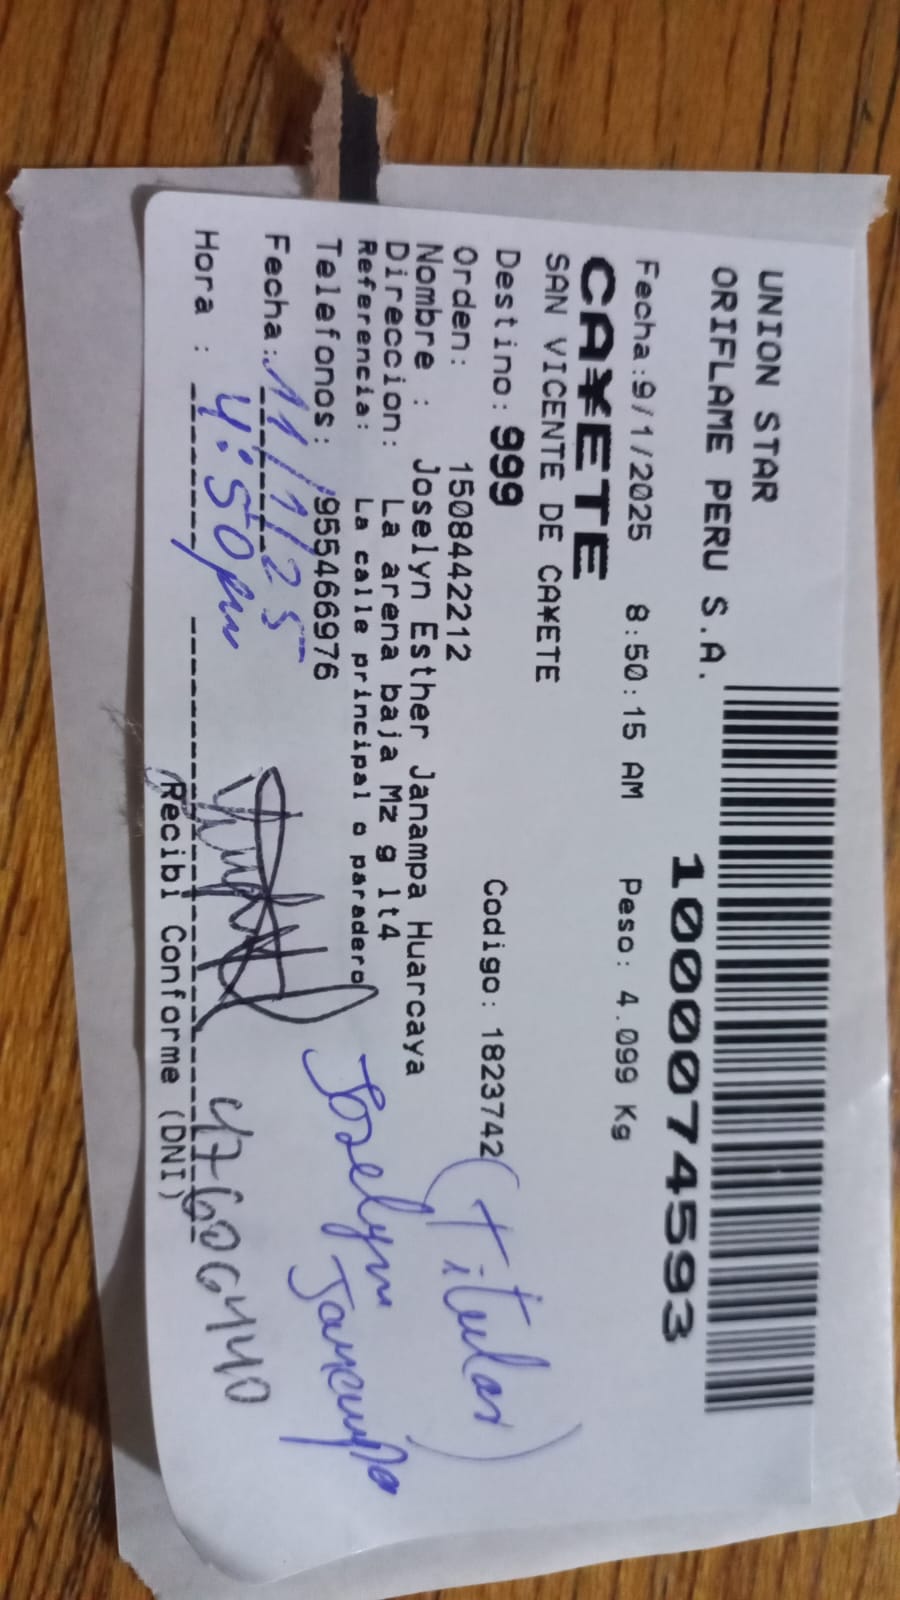 UNION STAR
ORIFLAME PERU S.A.
1000074593
Fecha:9/1/2025 8:50:15 AM Peso: 4.099 Kg
CA¥ETE
SAN VICENTE DE CA¥ETE
Destino: 999 Codigo: 1823742 (Titular)
Orden: 1508442212
Nombre : Joselyn Esther Janampa Huarcaya
Direccion: La arena baja Mz g lt4
Referencia: La calle principal o paradero
Telefonos: 955466976 Joselyn Janampa
Fecha: 11/1/25
Hora : 4:50pm 47606440
Recibi Conforme (DNI)